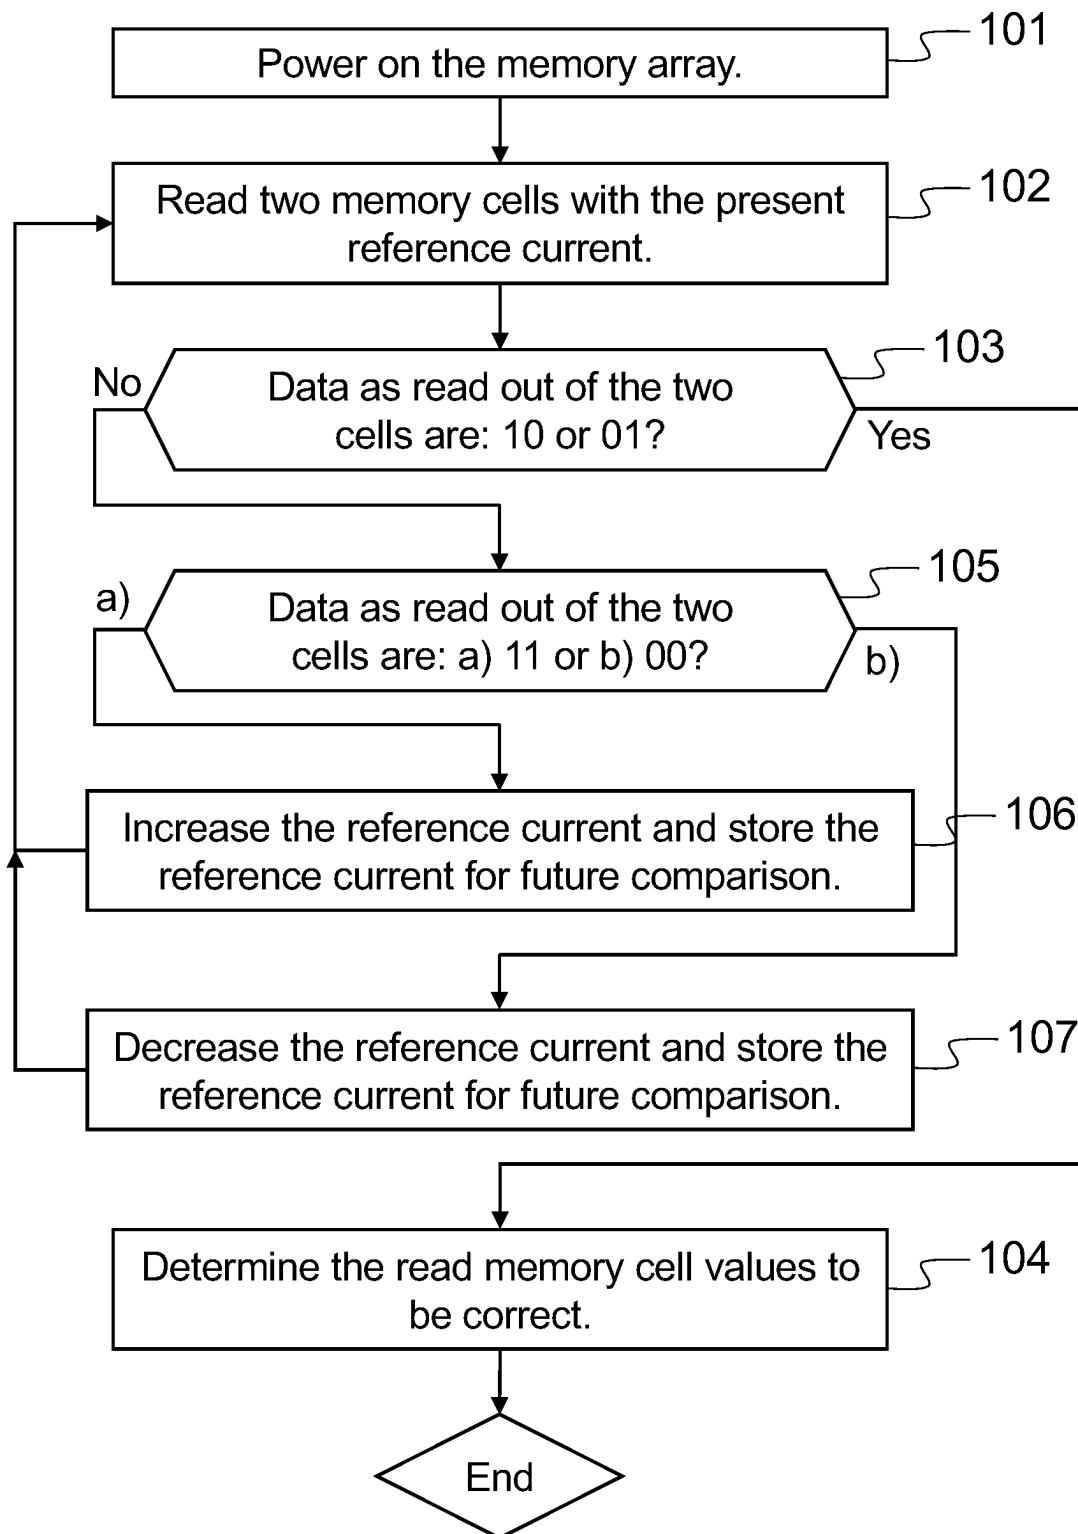 101
Power on the memory array.
102
Read two memory cells with the present
reference current.
103
No
Data as read out of the two
cells are: 10 or 01?
Yes
105
a)
Data as read out of the two
cells are: a) 11 or b) 00?
b)
106
Increase the reference current and store the
reference current for future comparison.
107
Decrease the reference current and store the
reference current for future comparison.
104
Determine the read memory cell values to
be correct.
End